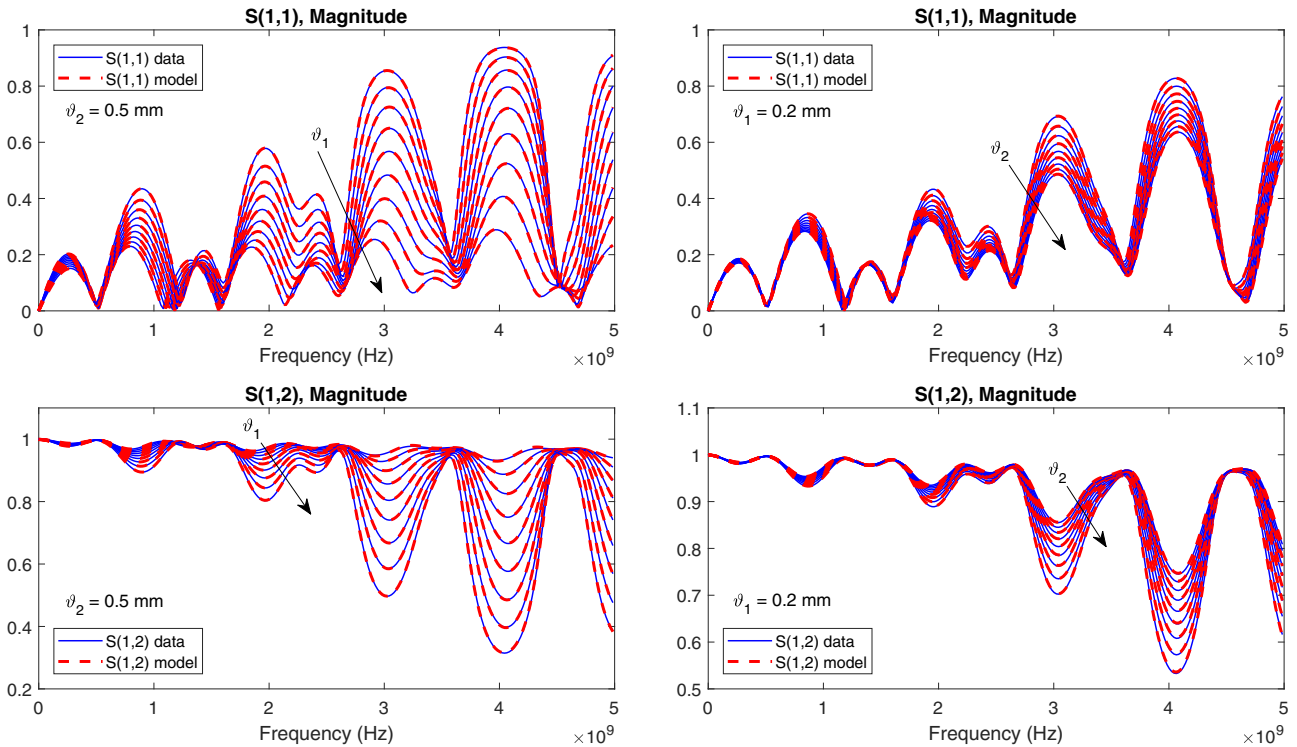 S(1,1), Magnitude
1
0.8
0.6
0.4
0.2
0
S(1,1) data
S(1,1) model
ϑ2 = 0.5 mm
ϑ1
0 1 2 3 4 5
Frequency (Hz)
×10^9
S(1,1), Magnitude
1
0.8
0.6
0.4
0.2
0
S(1,1) data
S(1,1) model
ϑ1 = 0.2 mm
ϑ2
0 1 2 3 4 5
Frequency (Hz)
×10^9
S(1,2), Magnitude
1
0.8
0.6
0.4
0.2
ϑ1
ϑ2 = 0.5 mm
S(1,2) data
S(1,2) model
0 1 2 3 4 5
Frequency (Hz)
×10^9
S(1,2), Magnitude
1.1
1
0.9
0.8
0.7
0.6
0.5
ϑ2
ϑ1 = 0.2 mm
S(1,2) data
S(1,2) model
0 1 2 3 4 5
Frequency (Hz)
×10^9